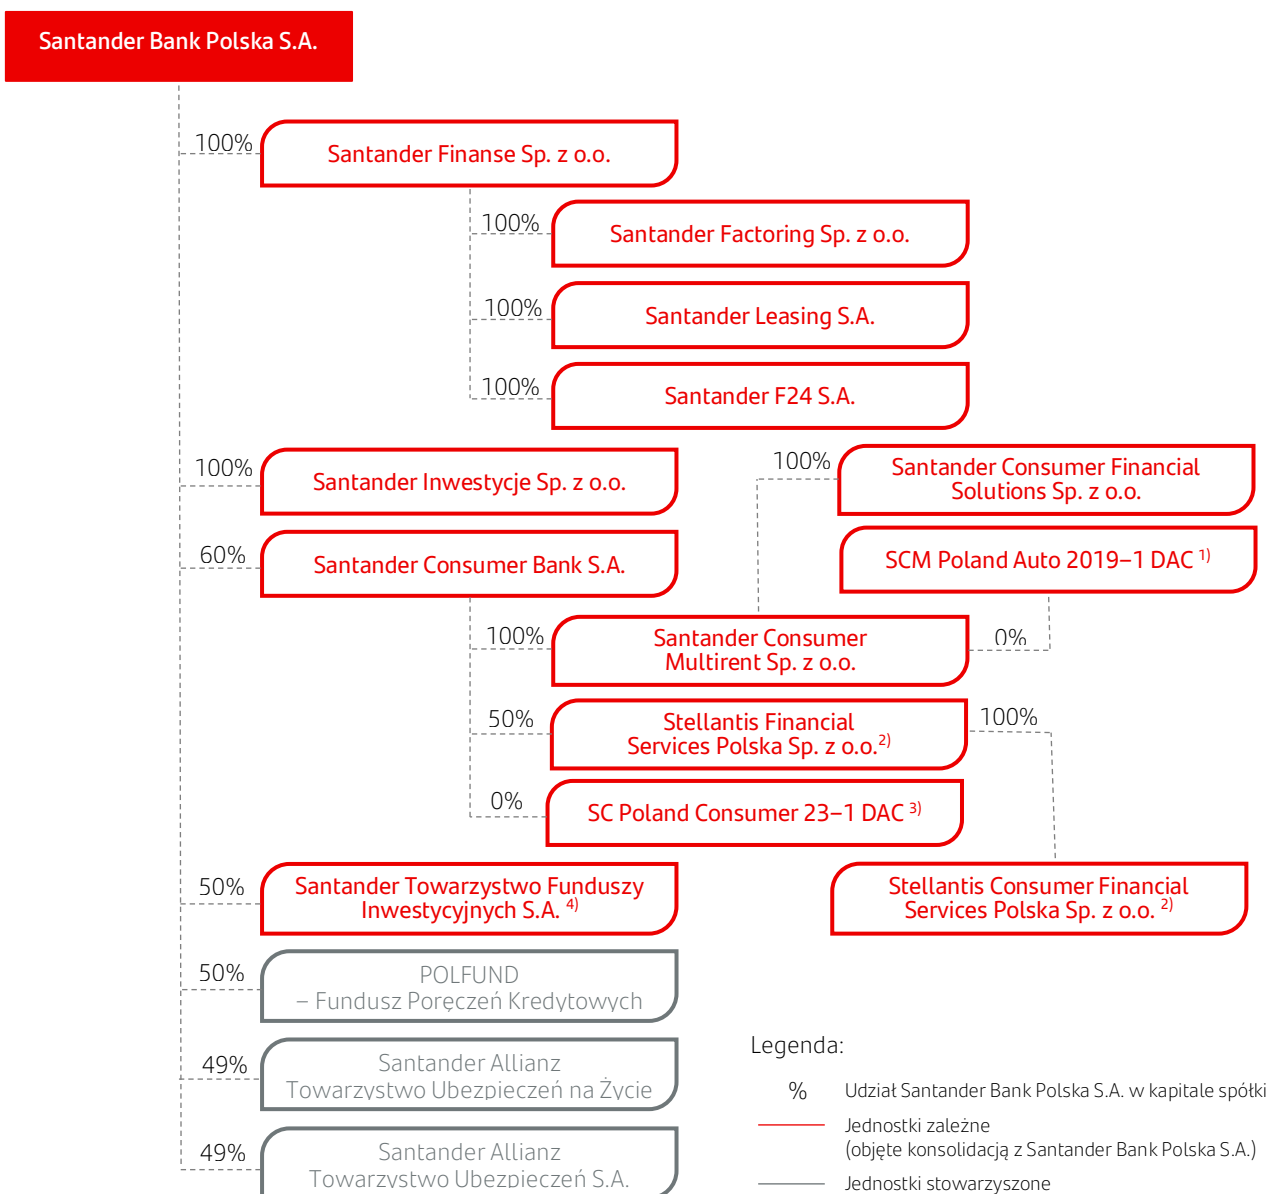 Santander Bank Polska S.A.
100%
Santander Finanse Sp. z o.o.
100%
Santander Factoring Sp. z o.o.
100%
Santander Leasing S.A.
100%
Santander F24 S.A.
100%
Santander Inwestycje Sp. z o.o.
100%
Santander Consumer Financial
Solutions Sp. z o.o.
60%
Santander Consumer Bank S.A.
SCM Poland Auto 2019–1 DAC 1)
100%
Santander Consumer
Multirent Sp. z o.o.
0%
50%
Stellantis Financial
Services Polska Sp. z o.o.2)
100%
0%
SC Poland Consumer 23–1 DAC 3)
50%
Santander Towarzystwo Funduszy
Inwestycyjnych S.A. 4)
Stellantis Consumer Financial
Services Polska Sp. z o.o. 2)
50%
POLFUND
– Fundusz Poręczeń Kredytowych
49%
Santander Allianz
Towarzystwo Ubezpieczeń na Życie
49%
Santander Allianz
Towarzystwo Ubezpieczeń S.A.
Legenda:
% Udział Santander Bank Polska S.A. w kapitale spółki
Jednostki zależne
(objęte konsolidacją z Santander Bank Polska S.A.)
Jednostki stowarzyszone